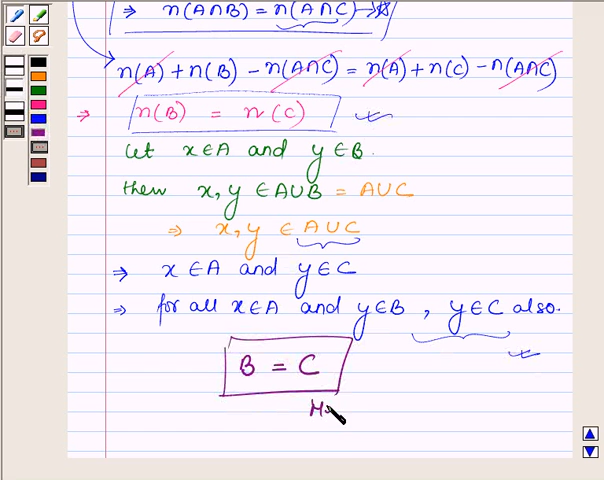 ⇒ n(A∩B) = n(A∩C) →
n(A) + n(B) - n(A∩C) = n(A) + n(C) - n(A∩C)
⇒ n(B) = n(C)
Let x∈A and y∈B.
then x, y ∈ A∪B = A∪C
⇒ x, y ∈ A∪C
⇒ x∈A and y∈C
⇒ for all x∈A and y∈B, y∈C also.
B = C